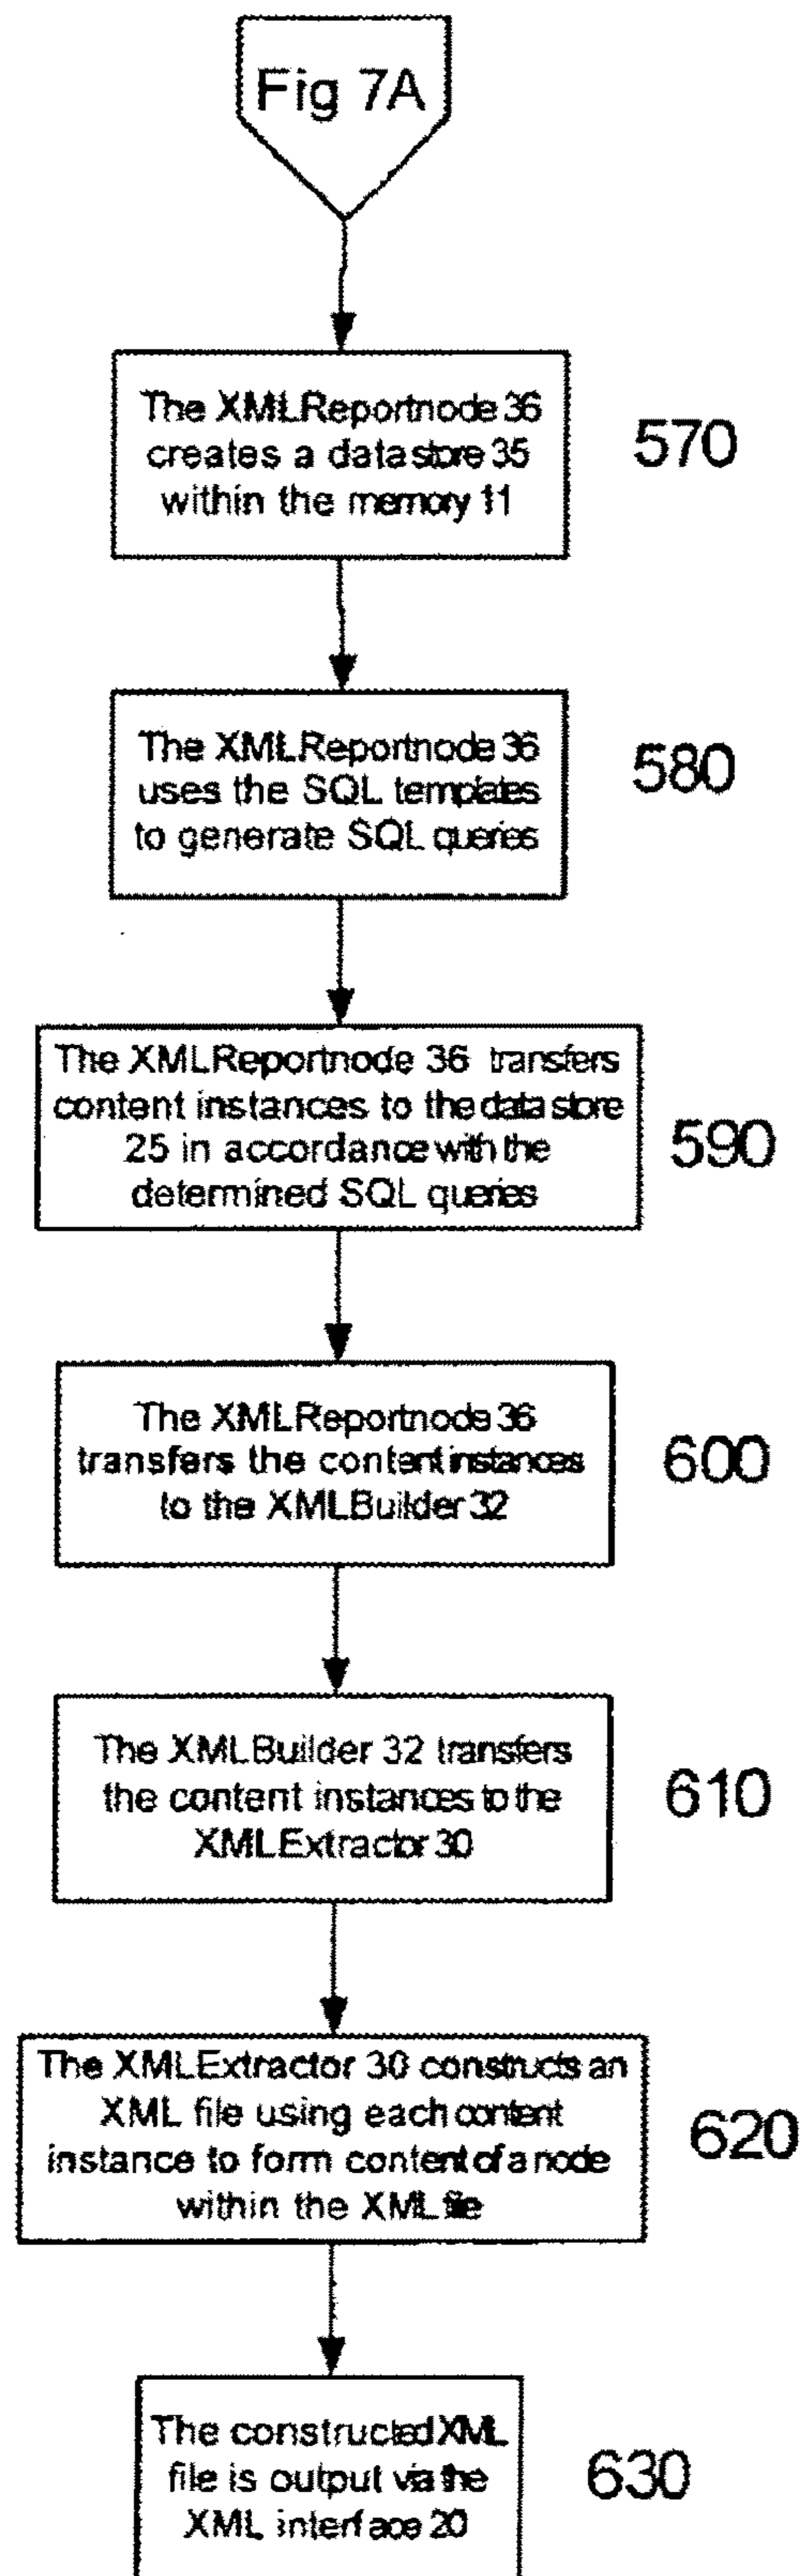 Fig 7A
The XMLReportnode 36
creates a data store 35
within the memory 11
570
The XMLReportnode 36
uses the SQL templates
to generate SQL queries
580
The XMLReportnode 36 transfers
content instances to the data store
25 in accordance with the
determined SQL queries
590
The XMLReportnode 36
transfers the content instances
to the XMLBuilder 32
600
The XMLBuilder 32 transfers
the content instances to the
XMLExtractor 30
610
The XMLExtractor 30 constructs an
XML file using each content
instance to form content of a node
within the XML file
620
The constructed XML
file is output via the
XML interface 20
630